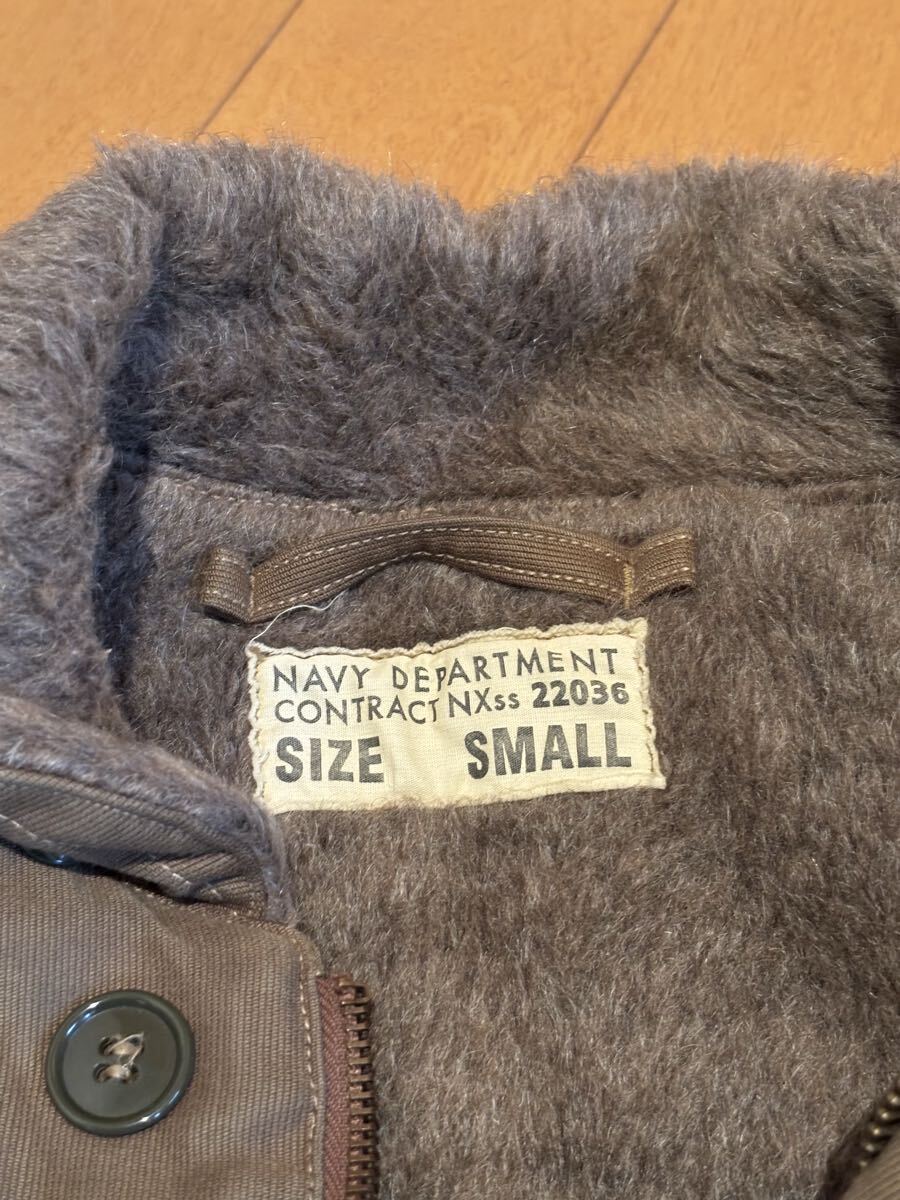 NAVY DEPARTMENT
CONTRACT NXss 22036
SIZE SMALL